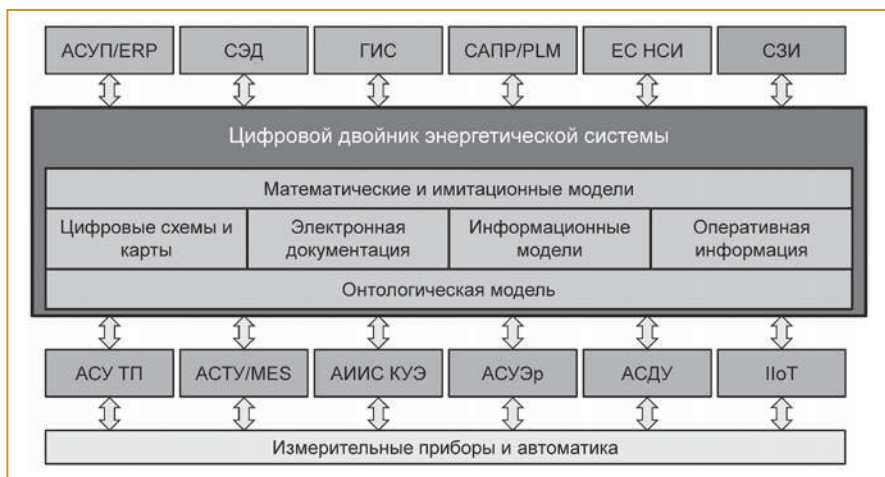 АСУП/ERP СЭД ГИС САПР/PLM ЕС НСИ СЗИ
Цифровой двойник энергетической системы
Математические и имитационные модели
Цифровые схемы и
карты
Электронная
документация
Информационные
модели
Оперативная
информация
Онтологическая модель
АСУ ТП АСТУ/MES АИИС КУЭ АСУЭр АСДУ IIoT
Измерительные приборы и автоматика